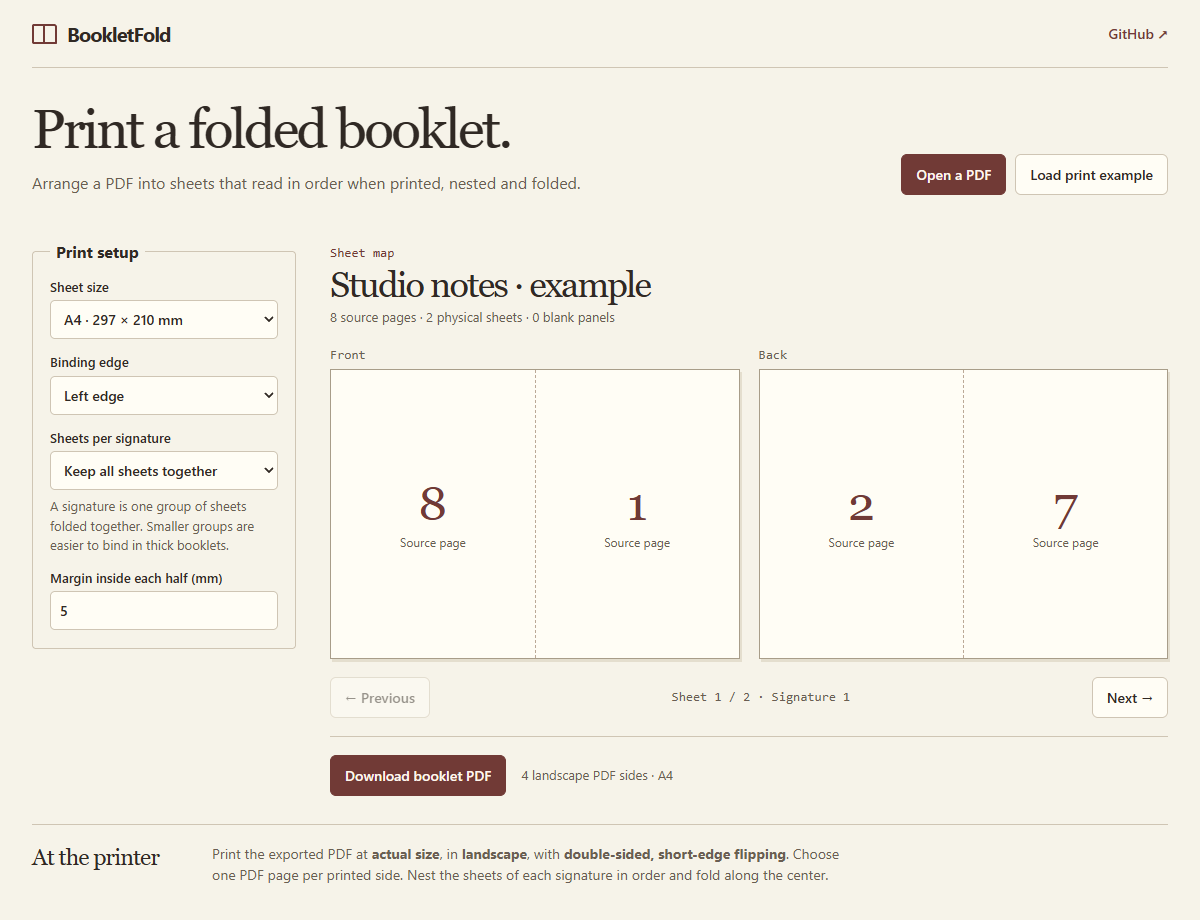 BookletFold
GitHub ↗
Print a folded booklet.
Arrange a PDF into sheets that read in order when printed, nested and folded.
Open a PDF
Load print example
Print setup
Sheet size
A4 · 297 × 210 mm
Binding edge
Left edge
Sheets per signature
Keep all sheets together
A signature is one group of sheets
folded together. Smaller groups are
easier to bind in thick booklets.
Margin inside each half (mm)
5
Sheet map
Studio notes · example
8 source pages · 2 physical sheets · 0 blank panels
Front
8
Source page
1
Source page
Back
2
Source page
7
Source page
← Previous
Sheet 1 / 2 · Signature 1
Next →
Download booklet PDF
4 landscape PDF sides · A4
At the printer
Print the exported PDF at actual size, in landscape, with double-sided, short-edge flipping. Choose
one PDF page per printed side. Nest the sheets of each signature in order and fold along the center.